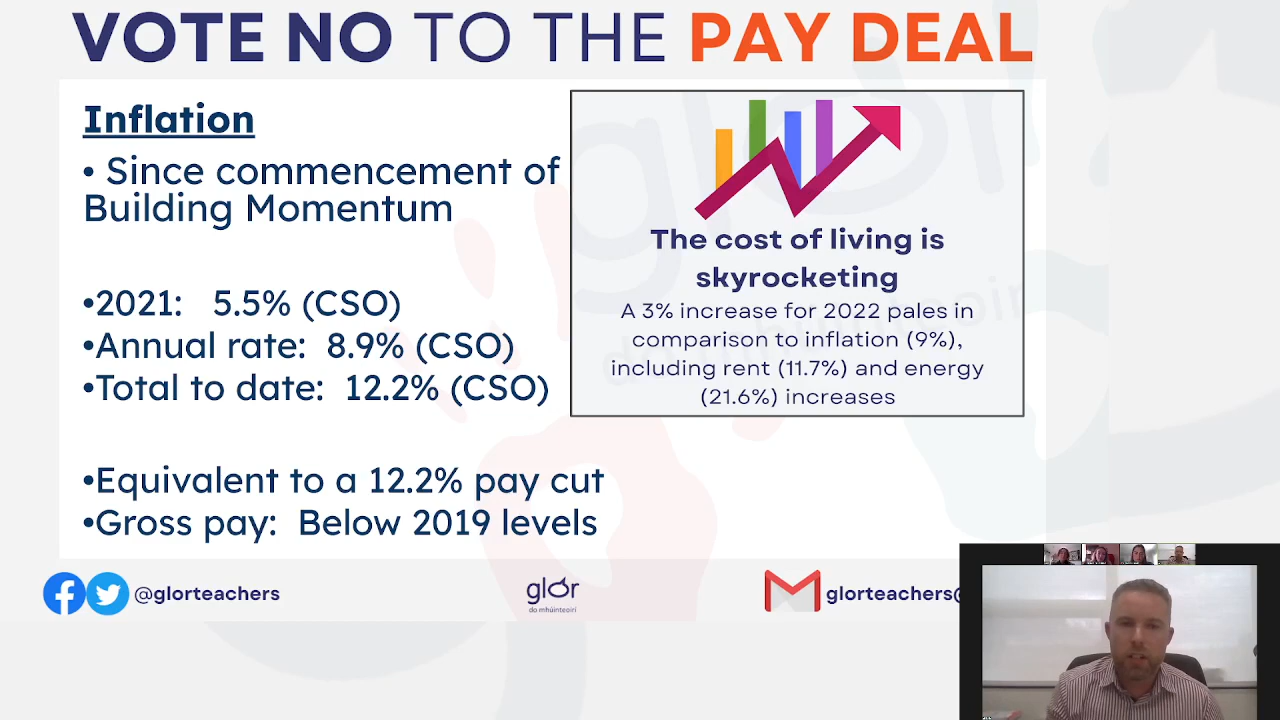 VOTE NO TO THE PAY DEAL
Inflation
• Since commencement of
Building Momentum
•2021: 5.5% (CSO)
•Annual rate: 8.9% (CSO)
•Total to date: 12.2% (CSO)
•Equivalent to a 12.2% pay cut
•Gross pay: Below 2019 levels
The cost of living is
skyrocketing
A 3% increase for 2022 pales in
comparison to inflation (9%),
including rent (11.7%) and energy
(21.6%) increases
@glorteachers
glór
do mhúinteoirí
glorteachers@